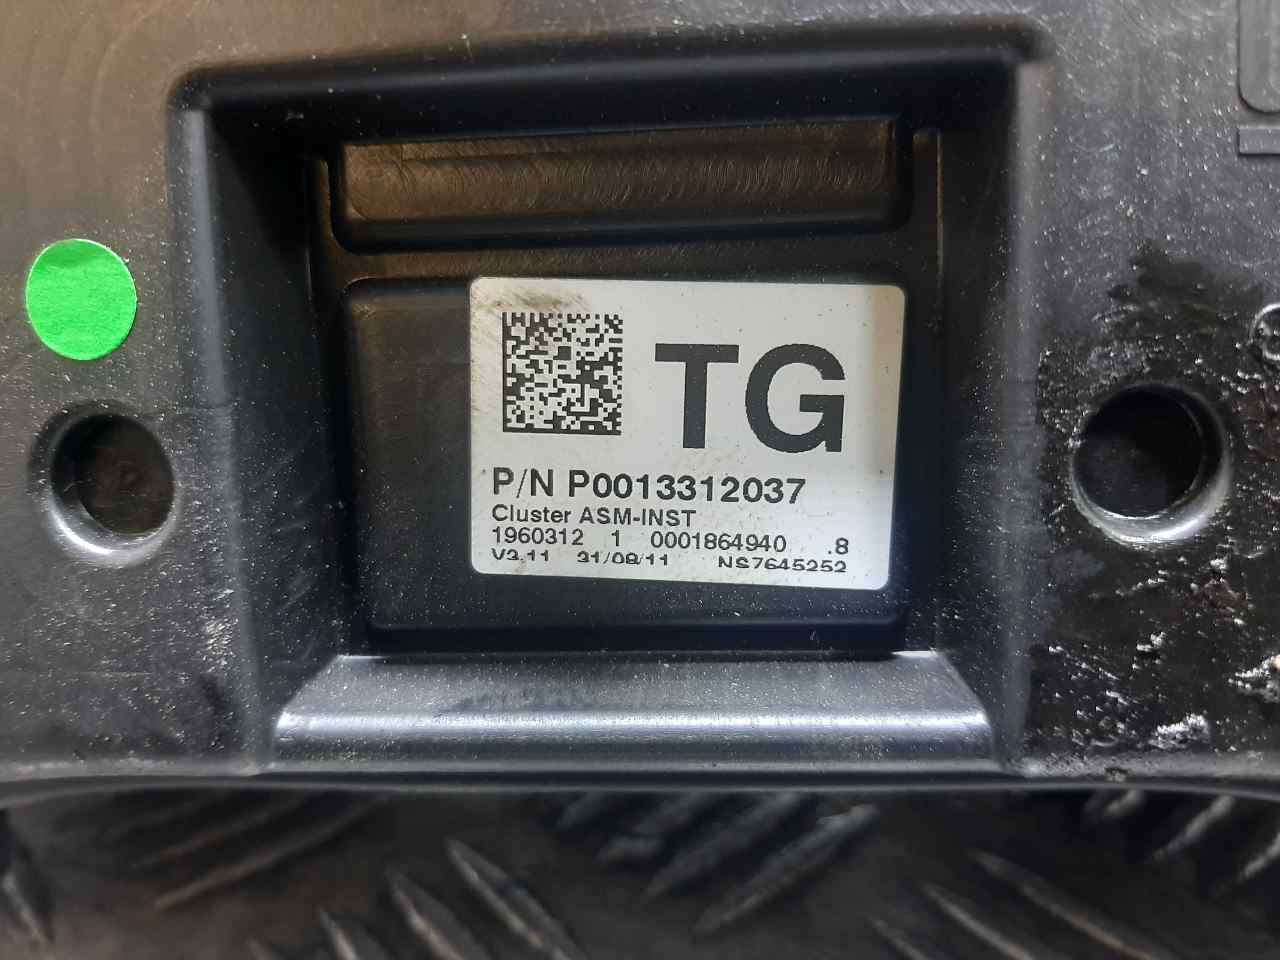 TG
P/N P0013312037
Cluster ASM-INST
1960312 1 0001864940 .8
V3.11 31/08/11 NS7645252